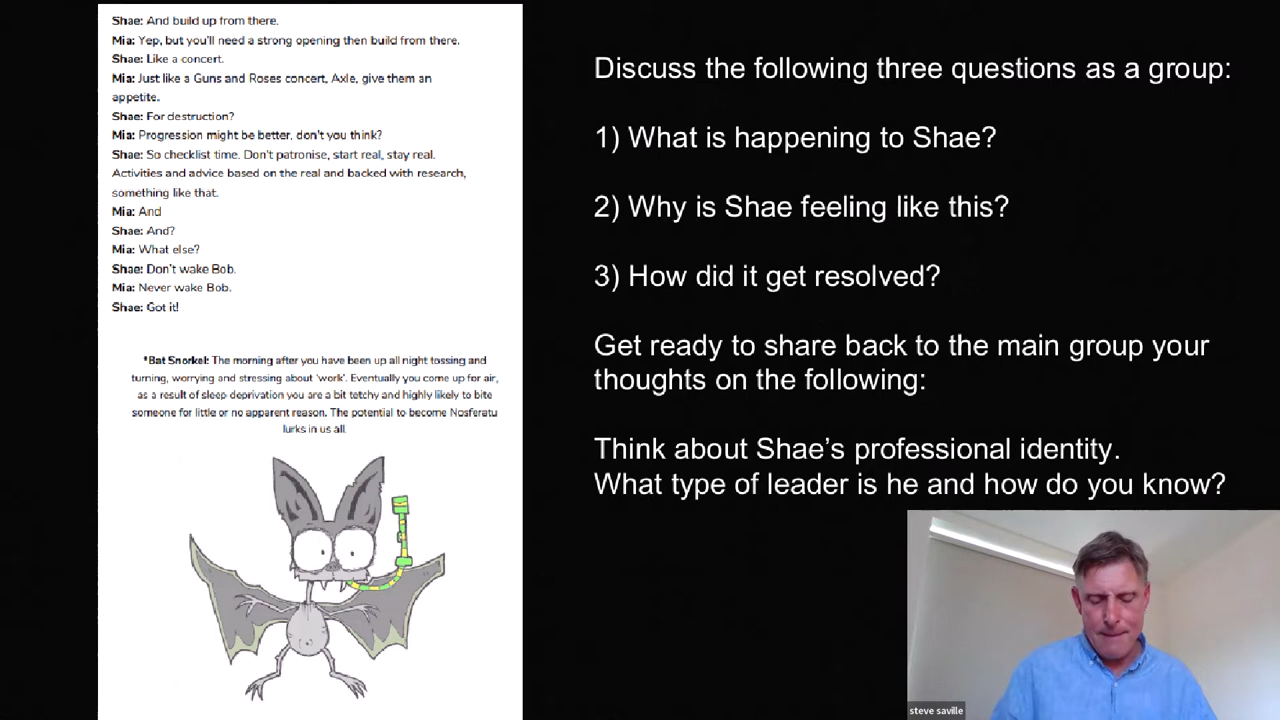 Shae: And build up from there.
Mia: Yep, but you'll need a strong opening then build from there.
Shae: Like a concert.
Mia: Just like a Guns and Roses concert, Axle, give them an
appetite.
Shae: For destruction?
Mia: Progression might be better, don't you think?
Shae: So checklist time. Don't patronise, start real, stay real.
Activities and advice based on the real and backed with research,
something like that.
Mia: And
Shae: And?
Mia: What else?
Shae: Don't wake Bob.
Mia: Never wake Bob.
Shae: Got it!
*Bat Snorkel: The morning after you have been up all night tossing and
turning, worrying and stressing about 'work'. Eventually you come up for air,
as a result of sleep deprivation you are a bit tetchy and highly likely to bite
someone for little or no apparent reason. The potential to become Nosferatu
lurks in us all.
Discuss the following three questions as a group:
1) What is happening to Shae?
2) Why is Shae feeling like this?
3) How did it get resolved?
Get ready to share back to the main group your
thoughts on the following:
Think about Shae's professional identity.
What type of leader is he and how do you know?
steve saville